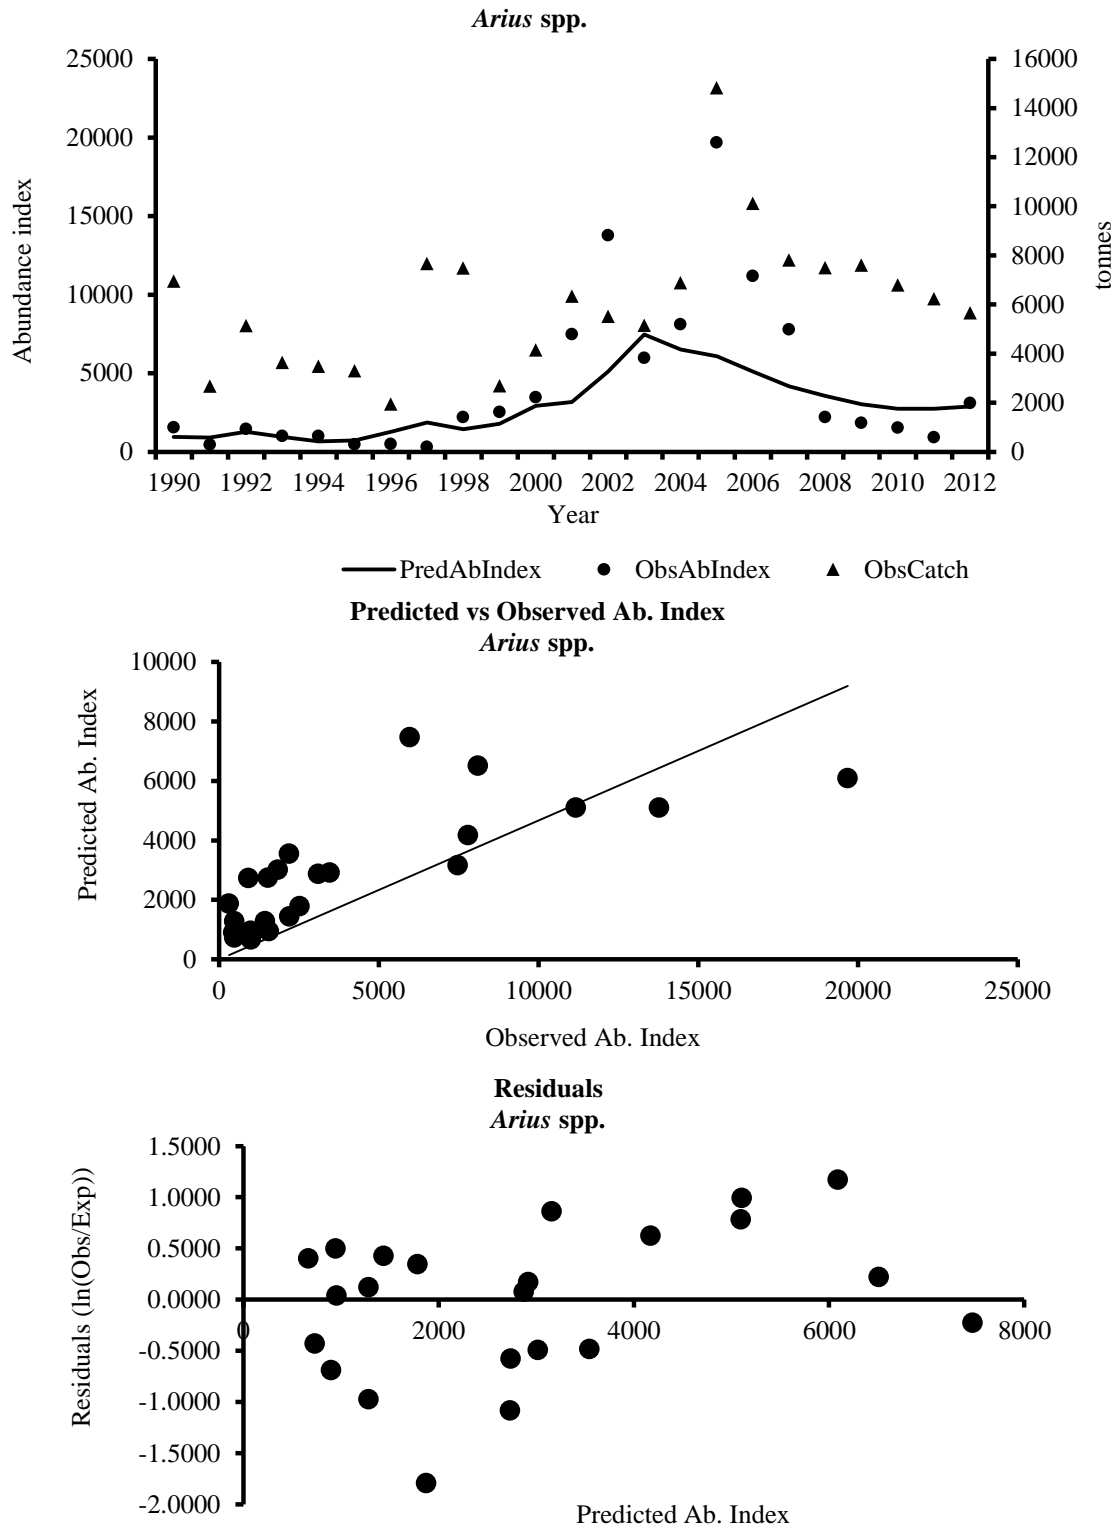 Arius spp.
25000 16000
14000
20000
12000
15000 10000
8000
10000
6000
4000
5000
2000
0 0
1990 1992 1994 1996 1998 2000 2002 2004 2006 2008 2010 2012
Abundance index
tonnes
Year
PredAbIndex ObsAbIndex ObsCatch
Predicted vs Observed Ab. Index
Arius spp.
10000
8000
6000
4000
2000
0
Predicted Ab. Index
0 5000 10000 15000 20000 25000
Observed Ab. Index
Residuals
Arius spp.
1.5000
1.0000
0.5000
0.0000
0 2000 4000 6000 8000
-0.5000
-1.0000
-1.5000
-2.0000
Residuals (ln(Obs/Exp))
Predicted Ab. Index